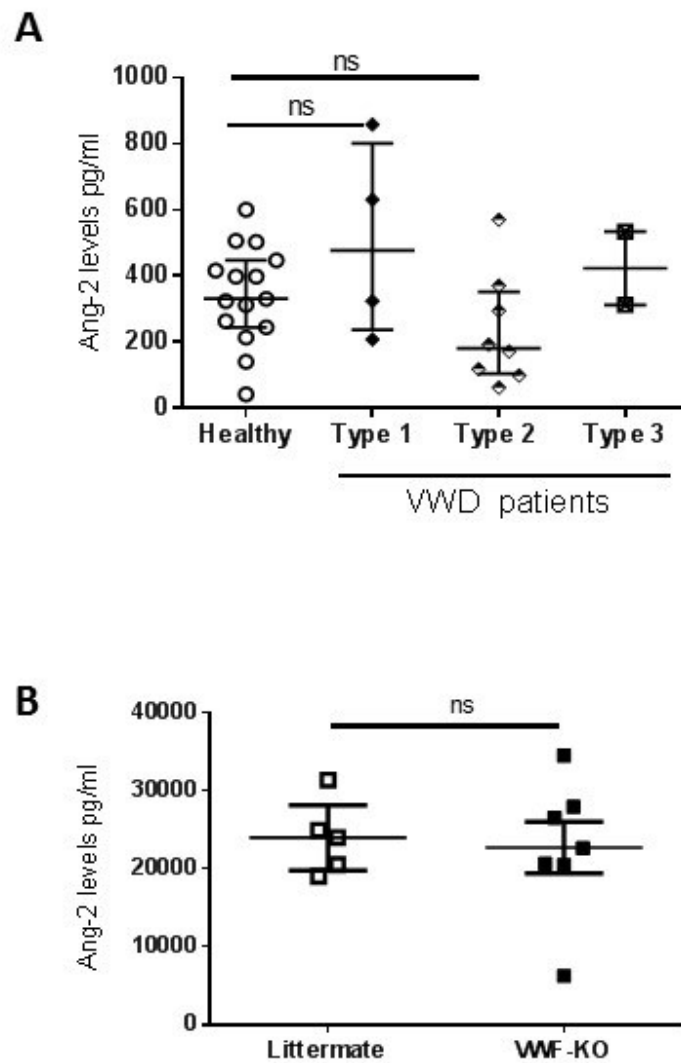 A
ns
ns
Ang-2 levels pg/ml
1000
800
600
400
200
0
Healthy Type 1 Type 2 Type 3
VWD patients
B
ns
Ang-2 levels pg/ml
40000
30000
20000
10000
0
Littermate VWF-KO